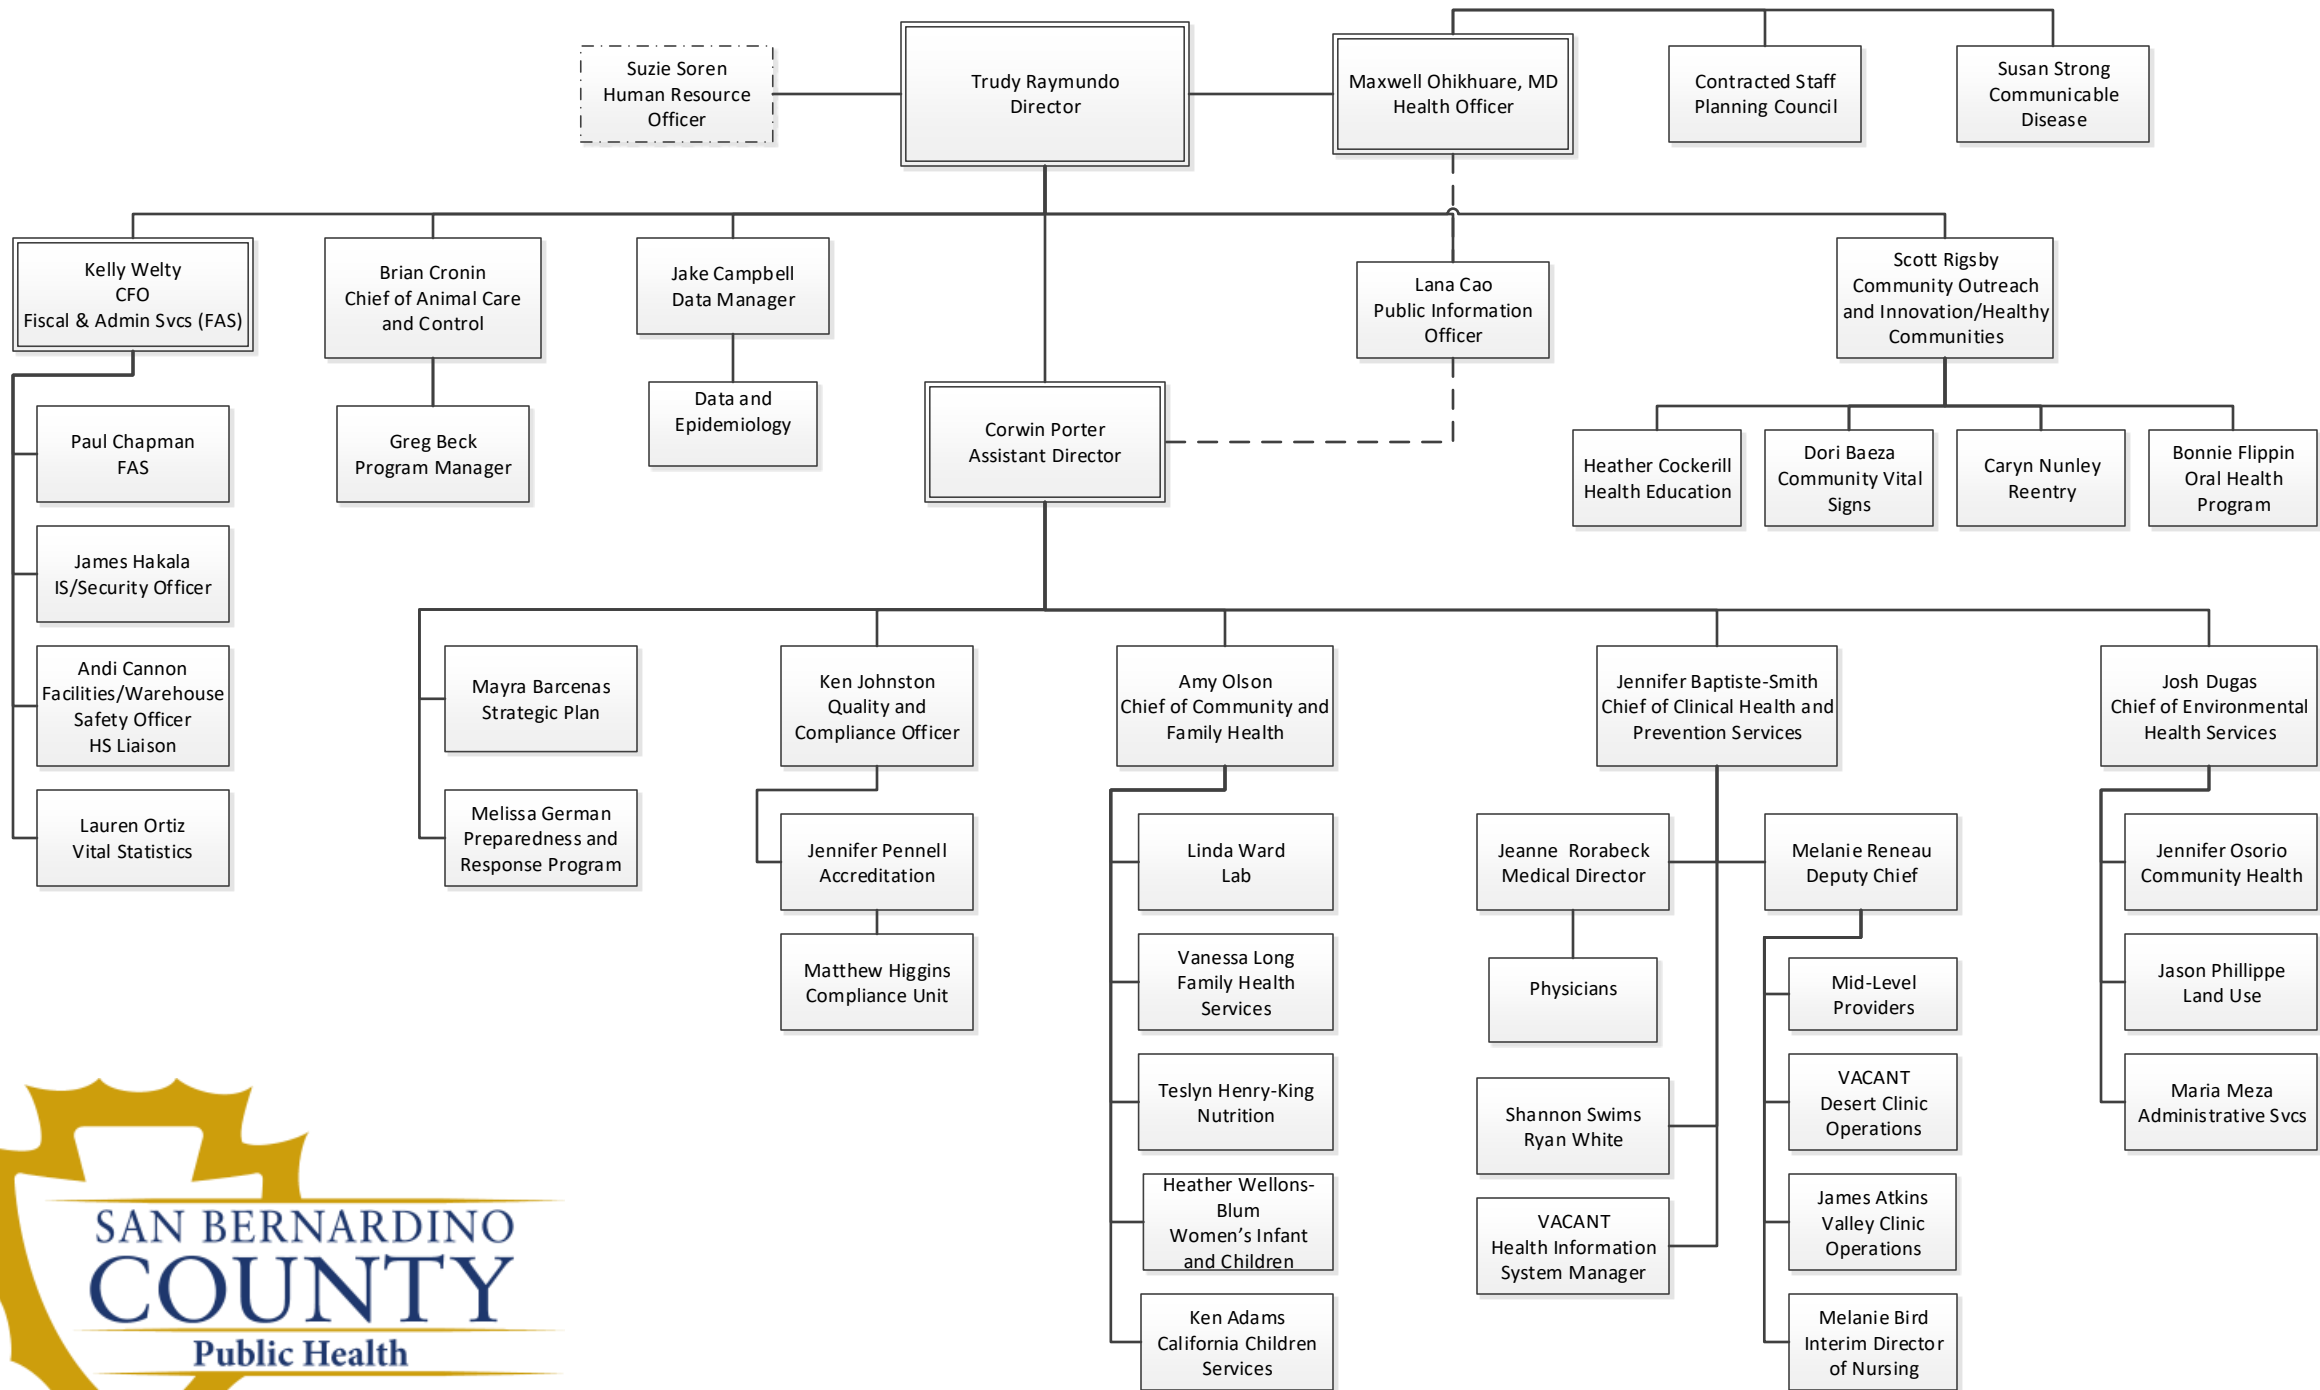 Suzie Soren
Human Resource
Officer
Trudy Raymundo
Director
Maxwell Ohikhuare, MD
Health Officer
Contracted Staff
Planning Council
Susan Strong
Communicable
Disease
Kelly Welty
CFO
Fiscal & Admin Svcs (FAS)
Brian Cronin
Chief of Animal Care
and Control
Jake Campbell
Data Manager
Lana Cao
Public Information
Officer
Scott Rigsby
Community Outreach
and Innovation/Healthy
Communities
Paul Chapman
FAS
Greg Beck
Program Manager
Data and
Epidemiology
Corwin Porter
Assistant Director
Heather Cockerill
Health Education
Dori Baeza
Community Vital
Signs
Caryn Nunley
Reentry
Bonnie Flippin
Oral Health
Program
James Hakala
IS/Security Officer
Andi Cannon
Facilities/Warehouse
Safety Officer
HS Liaison
Lauren Ortiz
Vital Statistics
Mayra Barcenas
Strategic Plan
Melissa German
Preparedness and
Response Program
Ken Johnston
Quality and
Compliance Officer
Jennifer Pennell
Accreditation
Matthew Higgins
Compliance Unit
Amy Olson
Chief of Community and
Family Health
Linda Ward
Lab
Vanessa Long
Family Health
Services
Teslyn Henry-King
Nutrition
Heather Wellons-
Blum
Women’s Infant
and Children
Ken Adams
California Children
Services
Jennifer Baptiste-Smith
Chief of Clinical Health and
Prevention Services
Jeanne Rorabeck
Medical Director
Physicians
Shannon Swims
Ryan White
VACANT
Health Information
System Manager
Melanie Reneau
Deputy Chief
Mid-Level
Providers
VACANT
Desert Clinic
Operations
James Atkins
Valley Clinic
Operations
Melanie Bird
Interim Director
of Nursing
Josh Dugas
Chief of Environmental
Health Services
Jennifer Osorio
Community Health
Jason Phillippe
Land Use
Maria Meza
Administrative Svcs
SAN BERNARDINO
COUNTY
Public Health